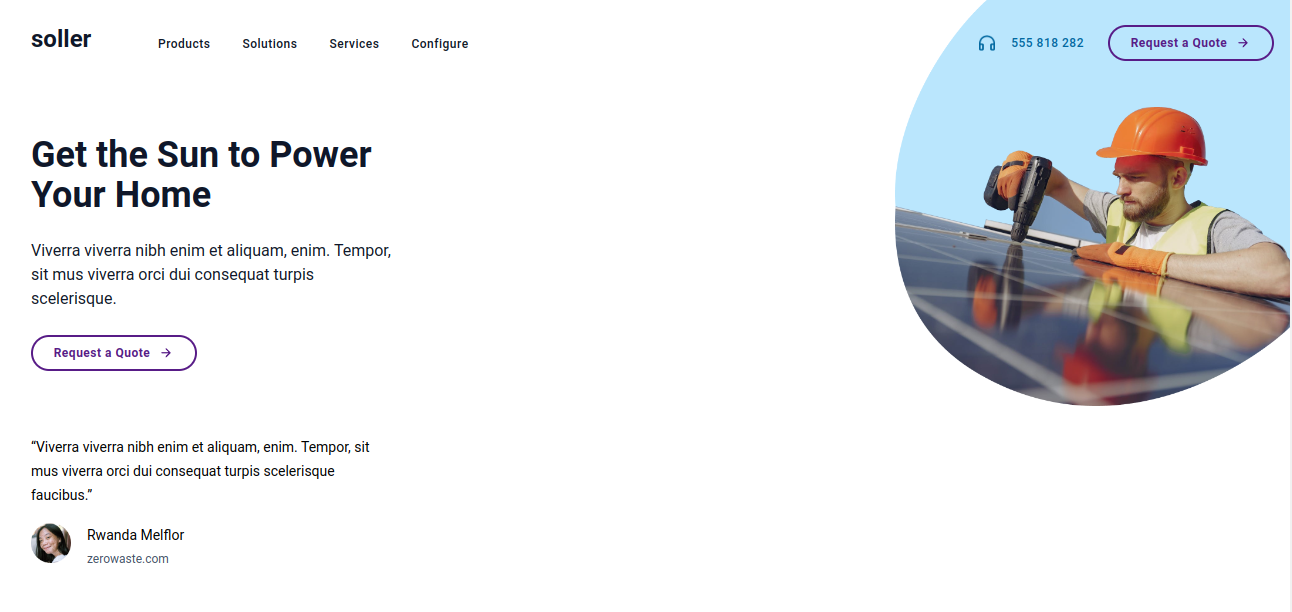 soller
Products
Solutions
Services
Configure
555 818 282
Request a Quote
Get the Sun to Power
Your Home
Viverra viverra nibh enim et aliquam, enim. Tempor,
sit mus viverra orci dui consequat turpis
scelerisque.
Request a Quote
“Viverra viverra nibh enim et aliquam, enim. Tempor, sit
mus viverra orci dui consequat turpis scelerisque
faucibus.”
Rwanda Melflor
zerowaste.com